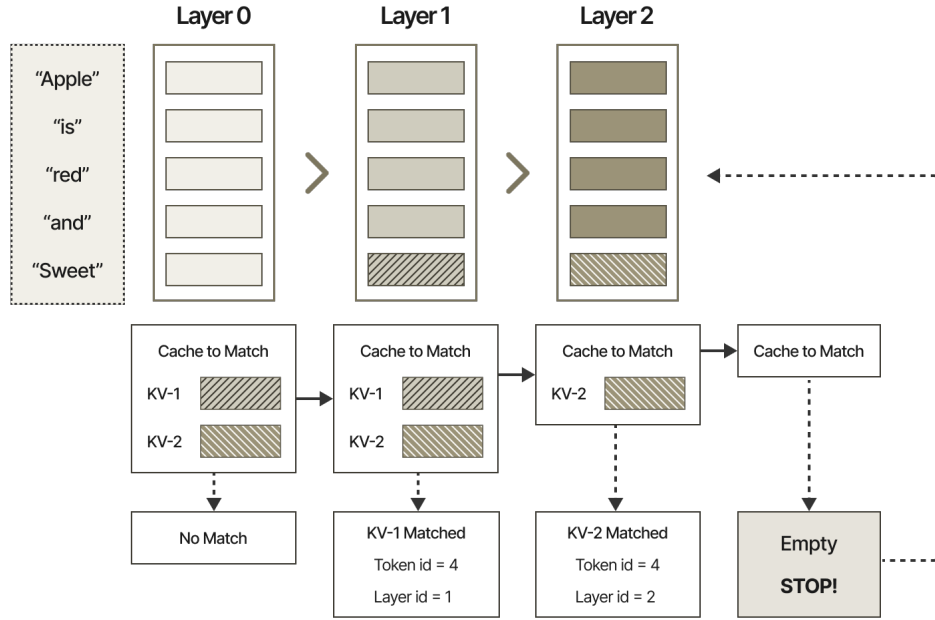 Layer 0
Layer 1
Layer 2
“Apple”
“is”
“red”
“and”
“Sweet”
Cache to Match
KV-1
KV-2
No Match
Cache to Match
KV-1
KV-2
KV-1 Matched
Token id = 4
Layer id = 1
Cache to Match
KV-2
KV-2 Matched
Token id = 4
Layer id = 2
Cache to Match
Empty
STOP!